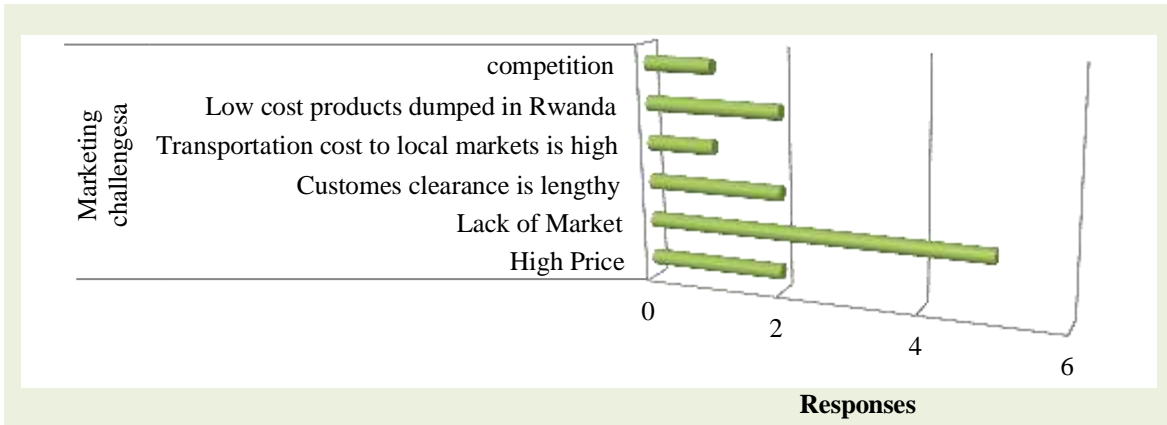 competition
Low cost products dumped in Rwanda
Transportation cost to local markets is high
Customes clearance is lengthy
Lack of Market
High Price
Marketing
challengesa
0
2
4
6
Responses